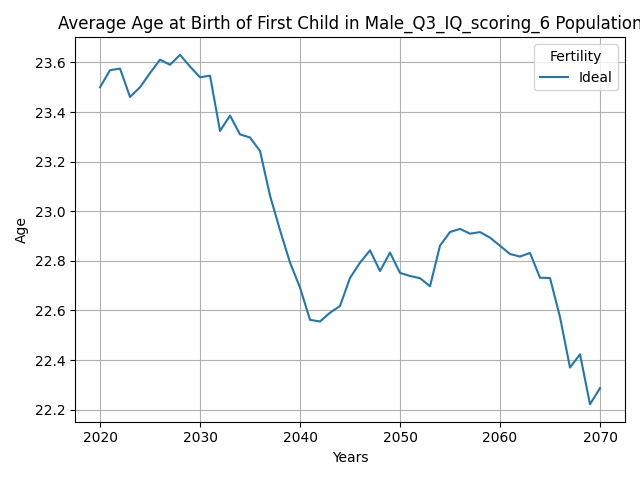 Average Age at Birth of First Child in Male_Q3_IQ_scoring_6 Population
Fertility
Ideal
23.6
23.4
23.2
23.0
22.8
22.6
22.4
22.2
Age
2020 2030 2040 2050 2060 2070
Years